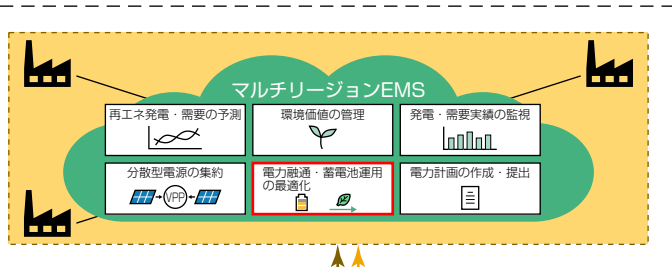 マルチリージョンEMS
再エネ発電・需要の予測
環境価値の管理
発電・需要実績の監視
分散型電源の集約
VPP
電力融通・蓄電池運用
の最適化
電力計画の作成・提出